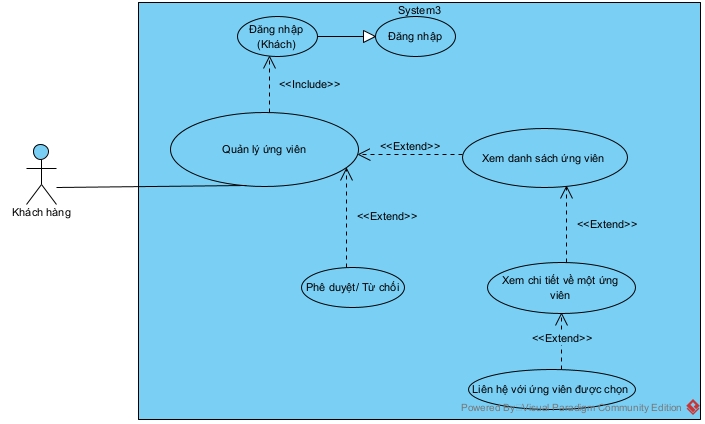 System3
Đăng nhập
(Khách)
Đăng nhập
<<Include>>
Quản lý ứng viên
<<Extend>>
Xem danh sách ứng viên
Khách hàng
<<Extend>>
<<Extend>>
Phê duyệt/ Từ chối
Xem chi tiết về một ứng
viên
<<Extend>>
Liên hệ với ứng viên được chọn
Powered By: Visual Paradigm Community Edition